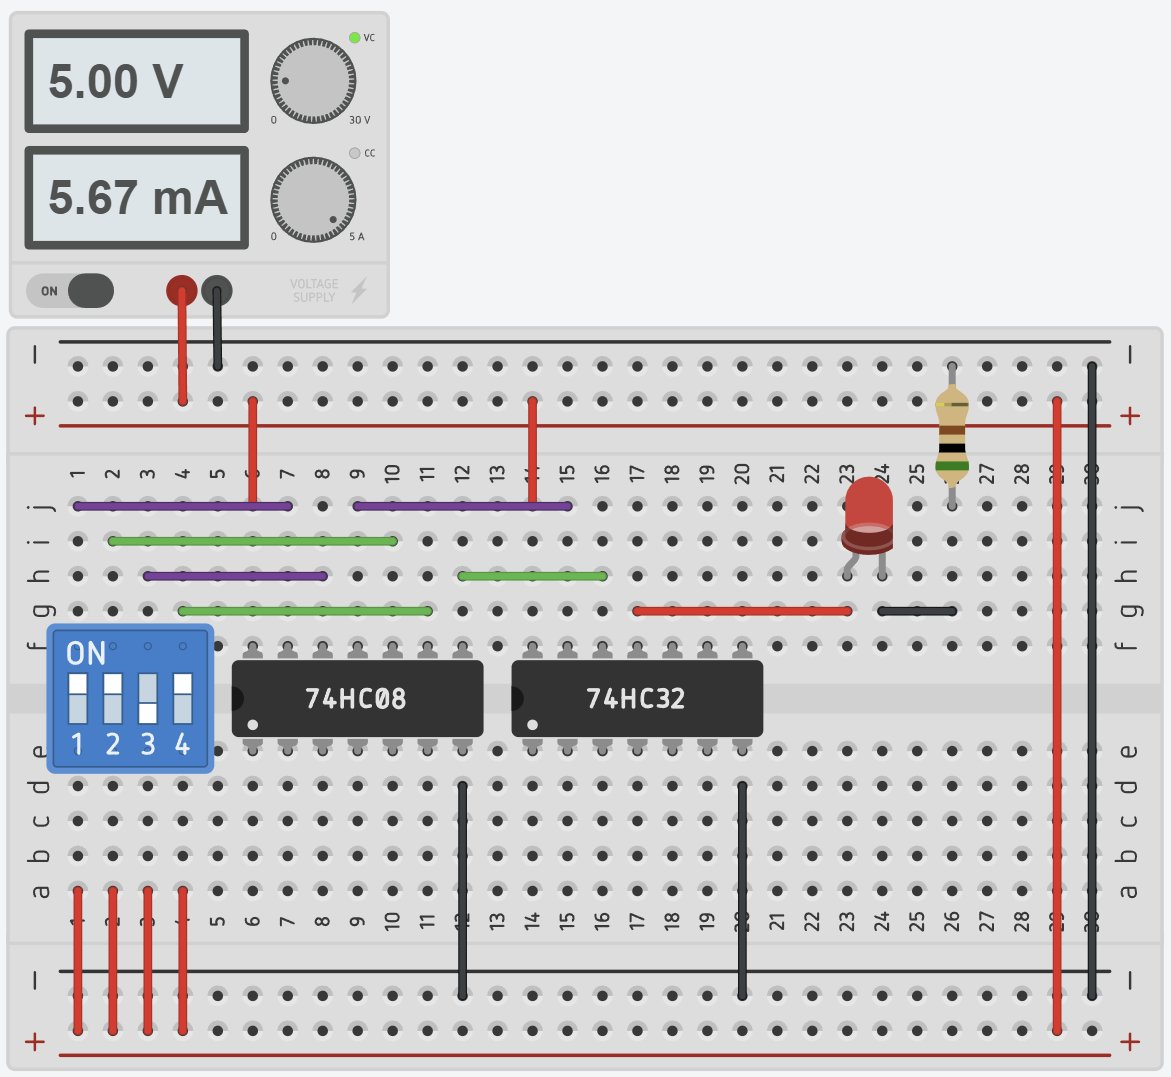 5.00 V
VC
0 30 V
5.67 mA
CC
0 5 A
ON
VOLTAGE
SUPPLY
− −
+ +
1 2 3 4 5 6 7 8 9 10 11 12 13 14 15 16 17 18 19 20 21 22 23 24 25 27 28 29 30
j j
i i
h h
g g
f f
ON
1 2 3 4
74HC08
74HC32
e e
d d
c c
b b
a a
1 2 3 4 5 6 7 8 9 10 11 12 13 14 15 16 17 18 19 20 21 22 23 24 25 26 27 28 29 30
− −
+ +